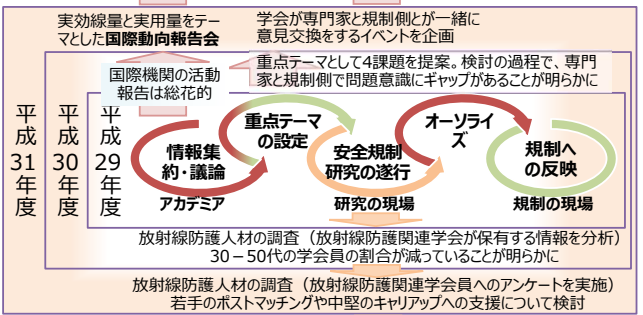 実効線量と実用量をテー
マとした国際動向報告会
学会が専門家と規制側とが一緒に
意見交換をするイベントを企画
国際機関の活動
報告は総花的
重点テーマとして4課題を提案。検討の過程で、専門
家と規制側で問題意識にギャップがあることが明らかに
平成31年度
平成30年度
平成29年度
情報集
約・議論
アカデミア
重点テーマ
の設定
安全規制
研究の遂行
研究の現場
オーソライ
ズ
規制へ
の反映
規制の現場
放射線防護人材の調査（放射線防護関連学会が保有する情報を分析）
30－50代の学会員の割合が減っていることが明らかに
放射線防護人材の調査（放射線防護関連学会員へのアンケートを実施）
若手のポストマッチングや中堅のキャリアップへの支援について検討